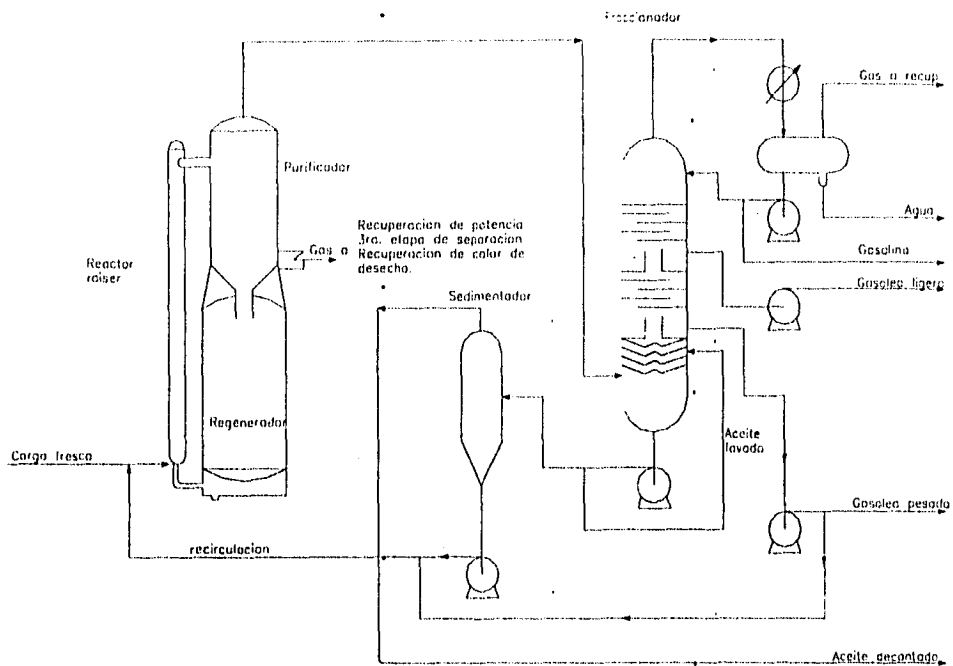 Fraccionador
Gas a recup
Purificador
Recuperacion de potencia
3ra. etapa de separacion
Gas a
Recuperacion de calor de
desecho.
Agua
Reactor
raiser
Gasolina
Gasoleo ligero
Sedimentador
Regenerador
Aceite
lavado
Carga fresca
Gasoleo pesado
recirculacion
Aceite decantado